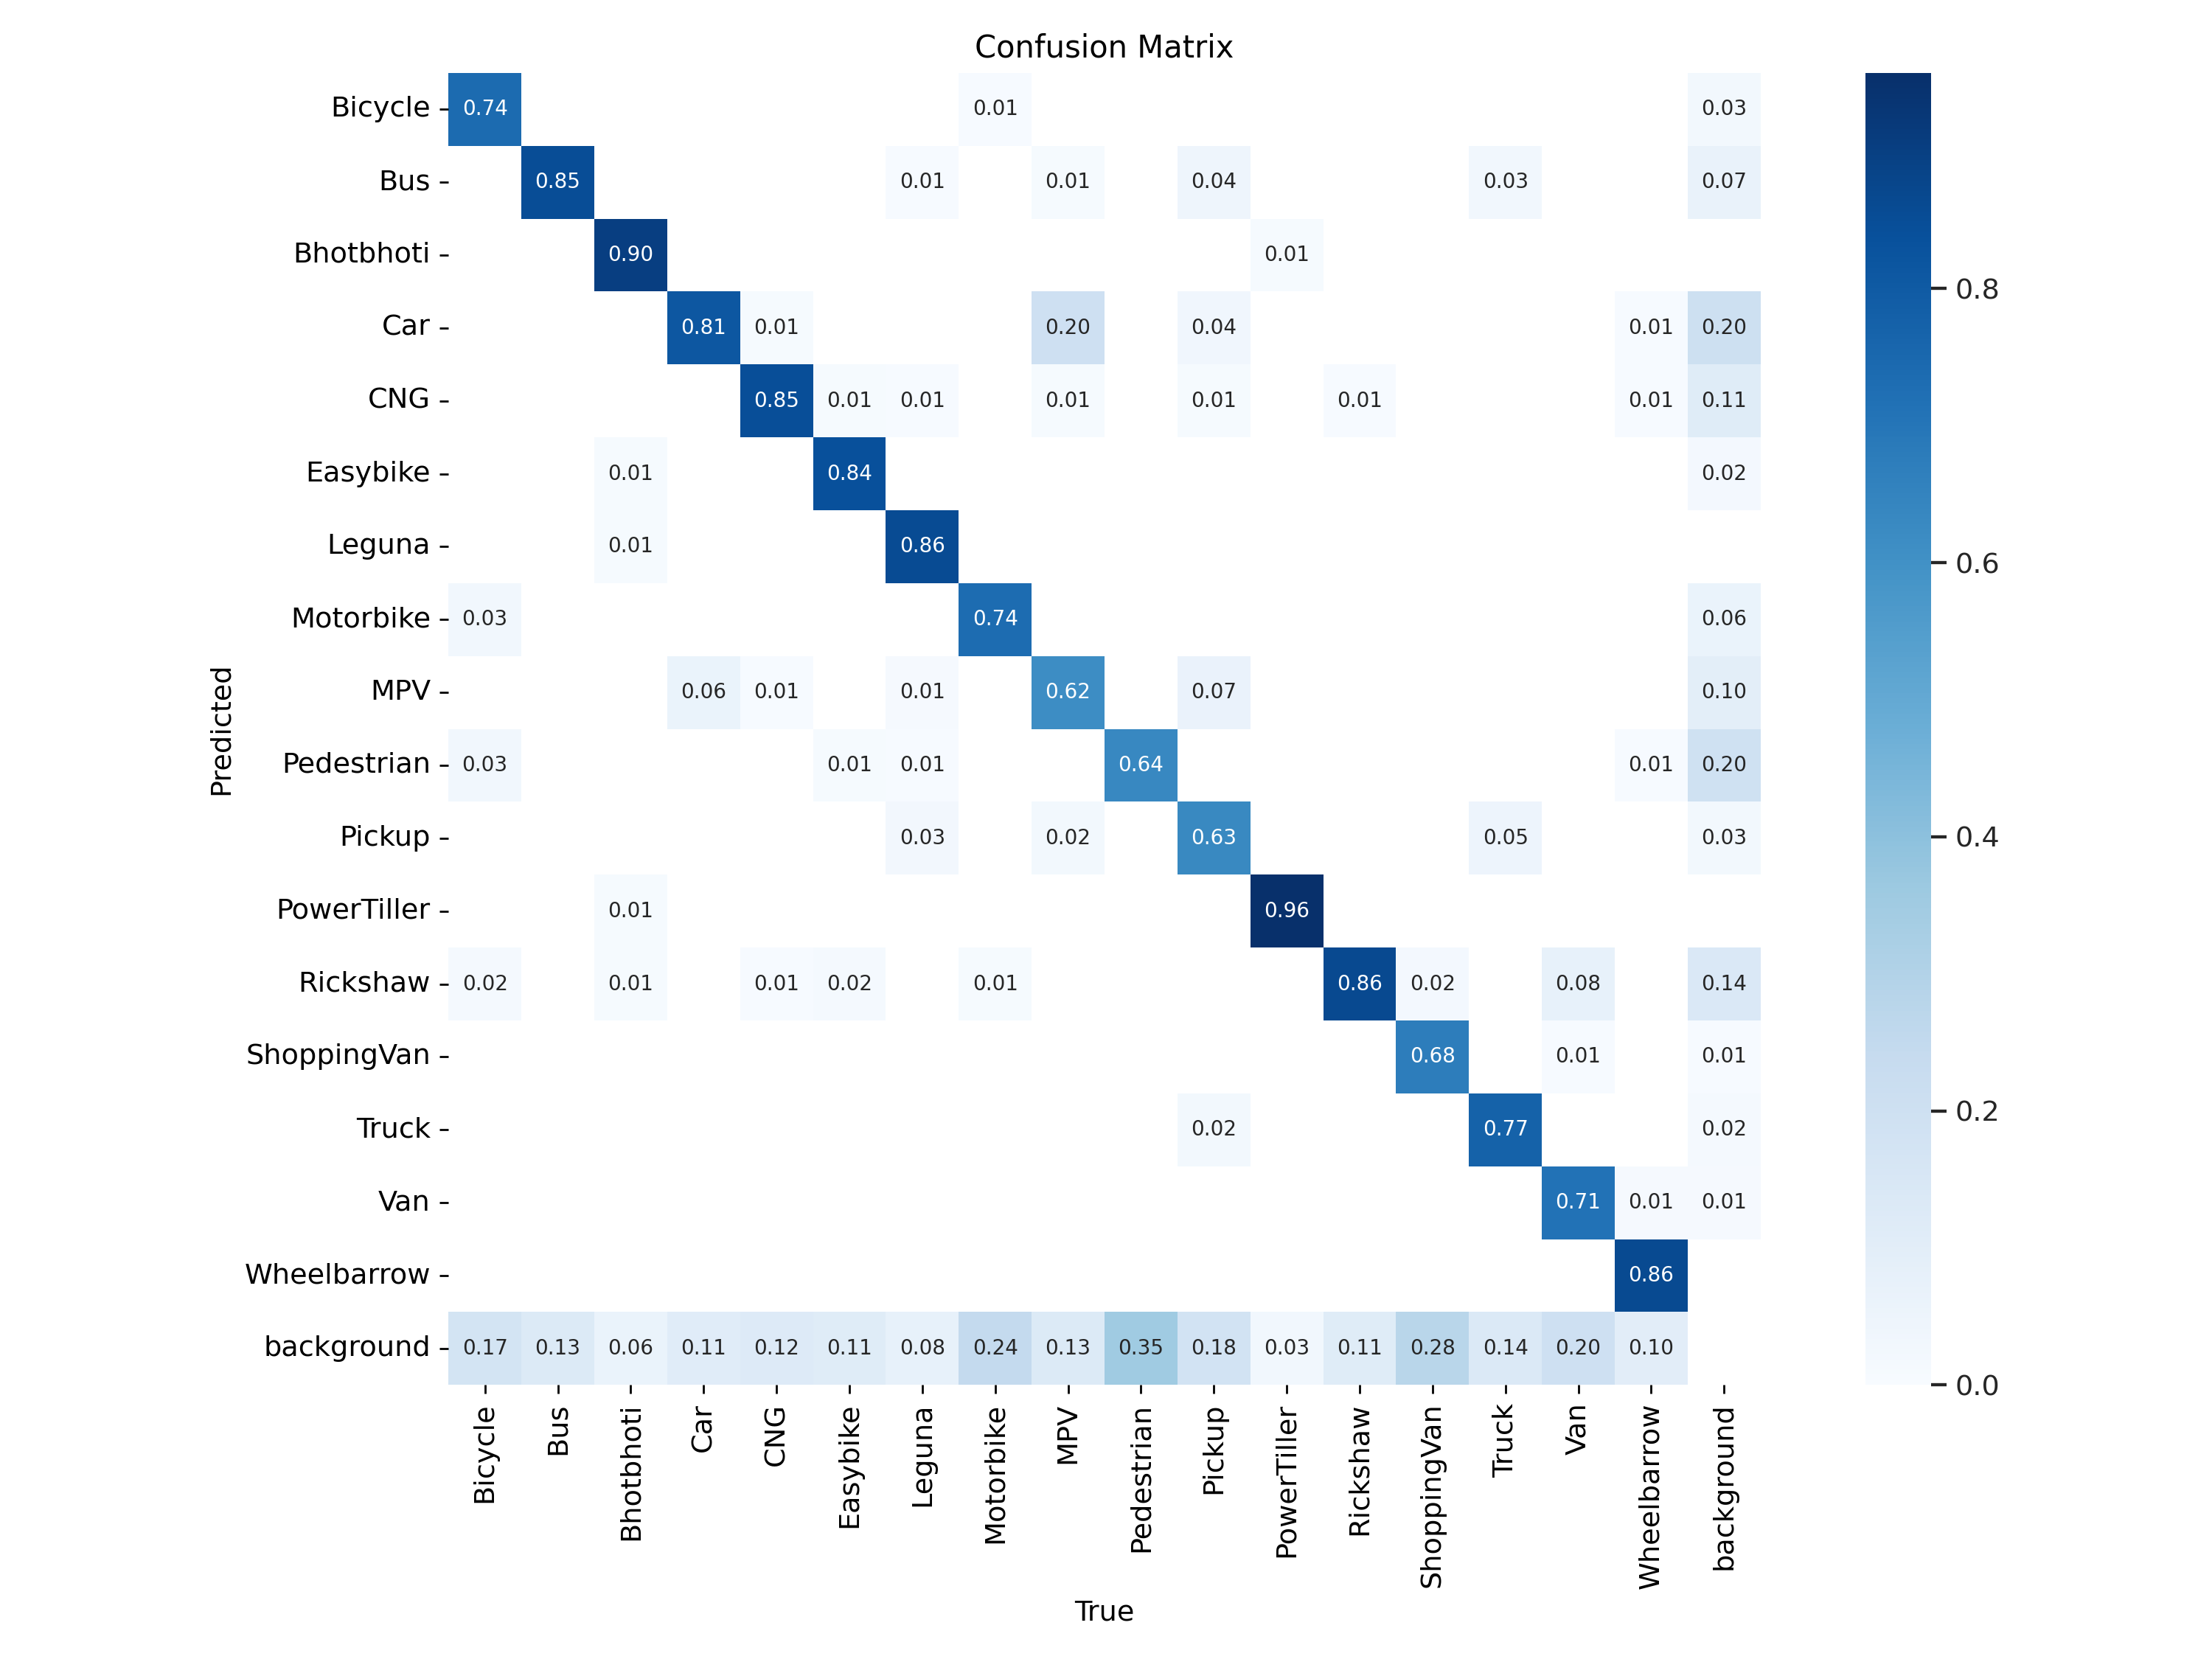 Confusion Matrix
Bicycle 0.74 0.01 0.03
Bus 0.85 0.01 0.01 0.04 0.03 0.07
Bhotbhoti 0.90 0.01
0.8
Car 0.81 0.01 0.20 0.04 0.01 0.20
CNG 0.85 0.01 0.01 0.01 0.01 0.01 0.01 0.11
Easybike 0.01 0.84 0.02
Leguna 0.01 0.86
0.6
Motorbike 0.03 0.74 0.06
MPV 0.06 0.01 0.01 0.62 0.07 0.10
Predicted
Pedestrian 0.03 0.01 0.01 0.64 0.01 0.20
Pickup 0.03 0.02 0.63 0.05 0.03
0.4
PowerTiller 0.01 0.96
Rickshaw 0.02 0.01 0.01 0.02 0.01 0.86 0.02 0.08 0.14
ShoppingVan 0.68 0.01 0.01
0.2
Truck 0.02 0.77 0.02
Van 0.71 0.01 0.01
Wheelbarrow 0.86
background 0.17 0.13 0.06 0.11 0.12 0.11 0.08 0.24 0.13 0.35 0.18 0.03 0.11 0.28 0.14 0.20 0.10
0.0
Bicycle
Bus
Bhotbhoti
Car
CNG
Easybike
Leguna
Motorbike
MPV
Pedestrian
Pickup
PowerTiller
Rickshaw
ShoppingVan
Truck
Van
Wheelbarrow
background
True